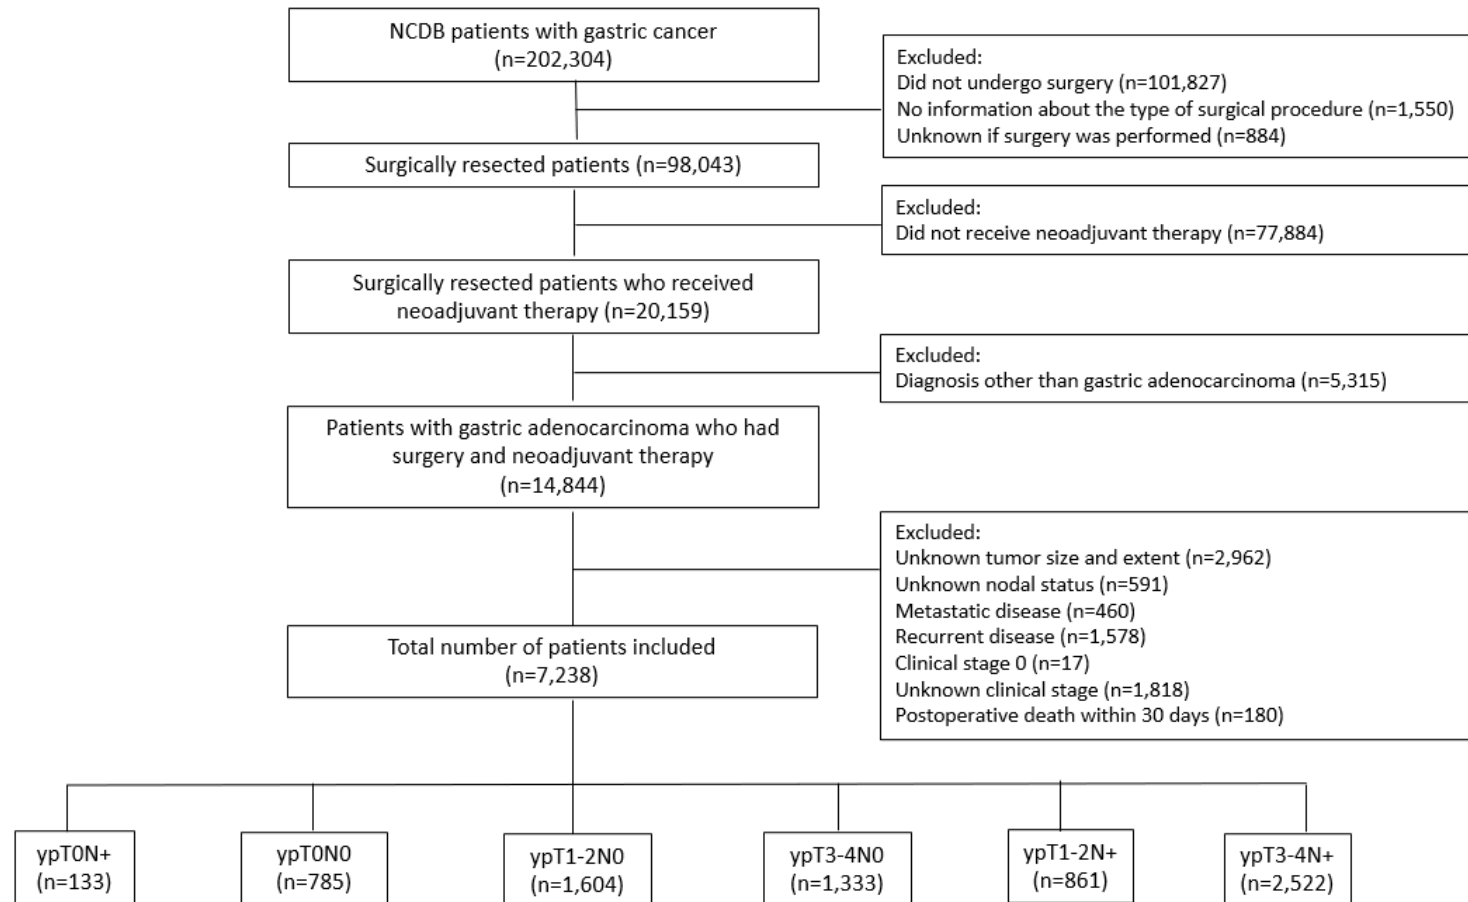 NCDB patients with gastric cancer
(n=202,304)
Excluded:
Did not undergo surgery (n=101,827)
No information about the type of surgical procedure (n=1,550)
Unknown if surgery was performed (n=884)
Surgically resected patients (n=98,043)
Excluded:
Did not receive neoadjuvant therapy (n=77,884)
Surgically resected patients who received
neoadjuvant therapy (n=20,159)
Excluded:
Diagnosis other than gastric adenocarcinoma (n=5,315)
Patients with gastric adenocarcinoma who had
surgery and neoadjuvant therapy
(n=14,844)
Excluded:
Unknown tumor size and extent (n=2,962)
Unknown nodal status (n=591)
Metastatic disease (n=460)
Recurrent disease (n=1,578)
Clinical stage 0 (n=17)
Unknown clinical stage (n=1,818)
Postoperative death within 30 days (n=180)
Total number of patients included
(n=7,238)
ypT0N+
(n=133)
ypT0N0
(n=785)
ypT1-2N0
(n=1,604)
ypT3-4N0
(n=1,333)
ypT1-2N+
(n=861)
ypT3-4N+
(n=2,522)